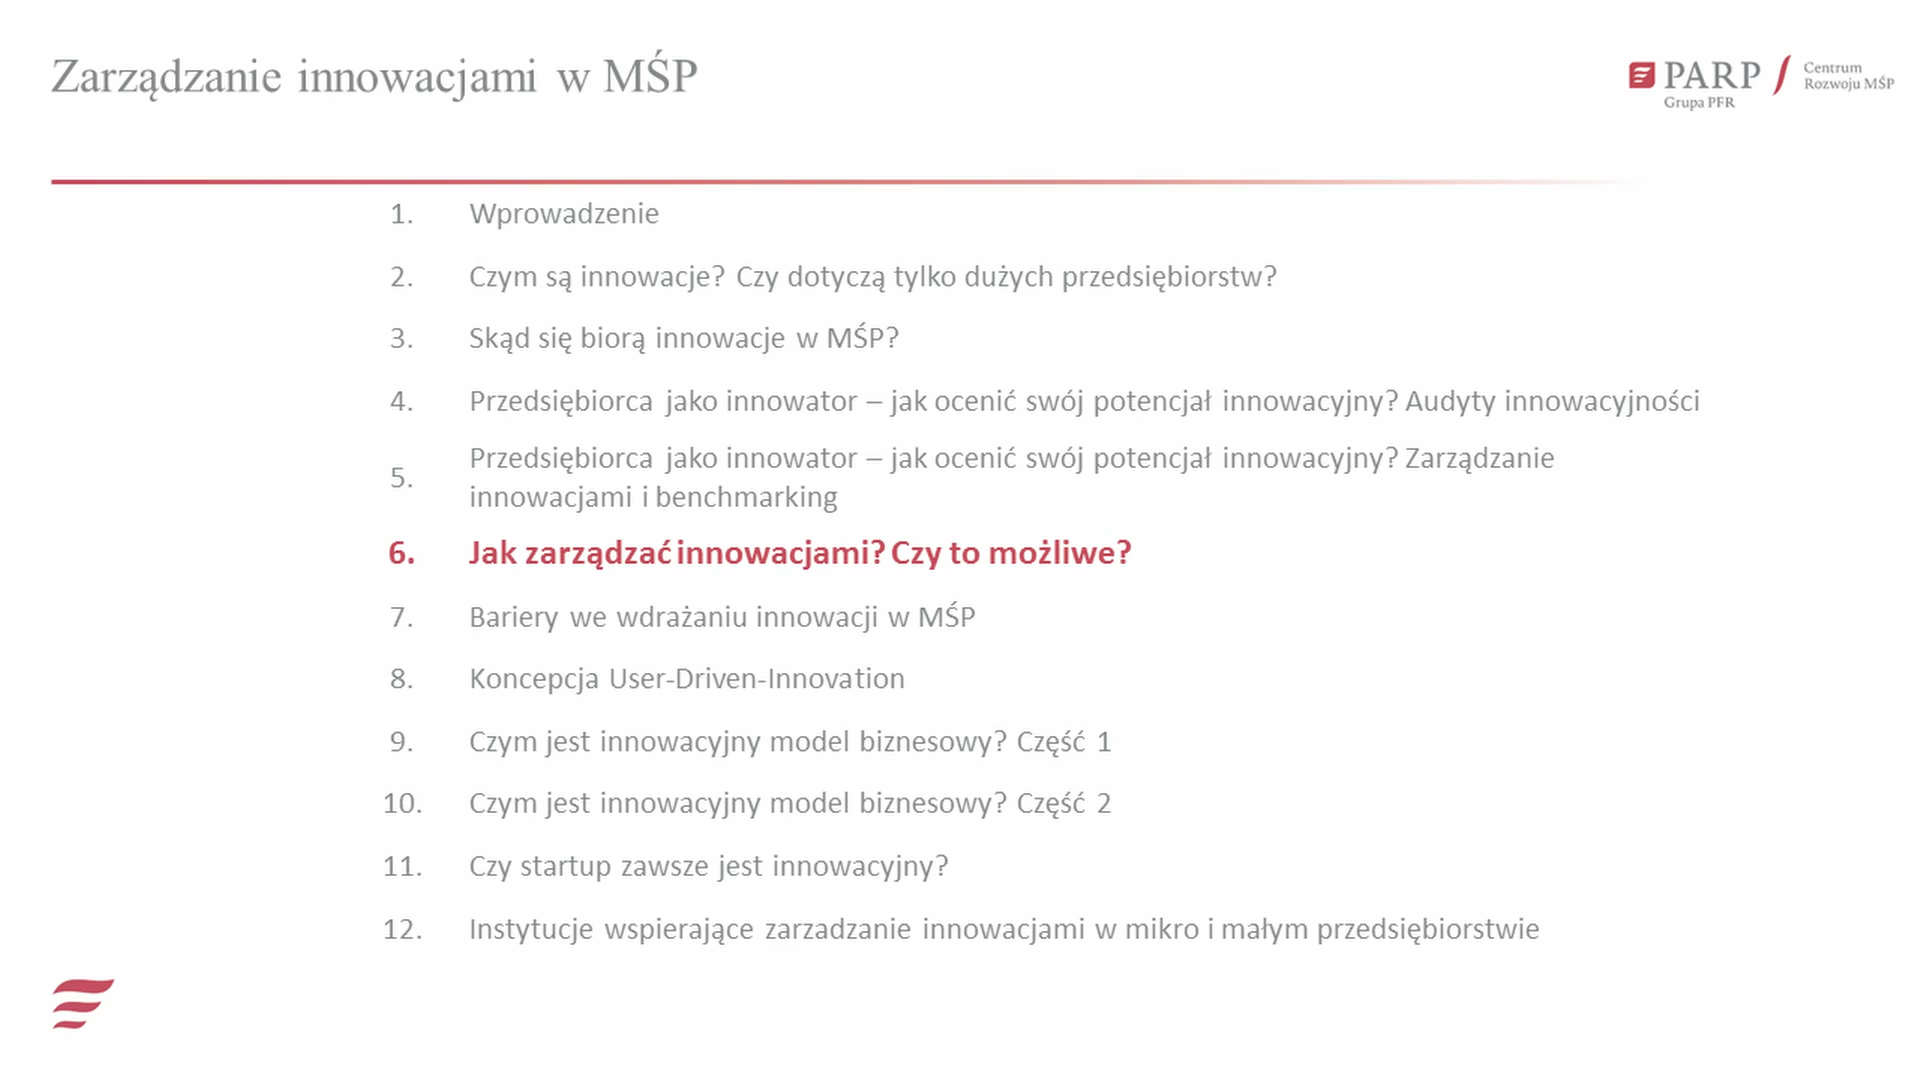 Zarządzanie innowacjami w MŚP
PARP
Grupa PFR
Centrum
Rozwoju MŚP
1. Wprowadzenie
2. Czym są innowacje? Czy dotyczą tylko dużych przedsiębiorstw?
3. Skąd się biorą innowacje w MŚP?
4. Przedsiębiorca jako innowator – jak ocenić swój potencjał innowacyjny? Audyty innowacyjności
5. Przedsiębiorca jako innowator – jak ocenić swój potencjał innowacyjny? Zarządzanie
innowacjami i benchmarking
6. Jak zarządzać innowacjami? Czy to możliwe?
7. Bariery we wdrażaniu innowacji w MŚP
8. Koncepcja User-Driven-Innovation
9. Czym jest innowacyjny model biznesowy? Część 1
10. Czym jest innowacyjny model biznesowy? Część 2
11. Czy startup zawsze jest innowacyjny?
12. Instytucje wspierające zarzadzanie innowacjami w mikro i małym przedsiębiorstwie